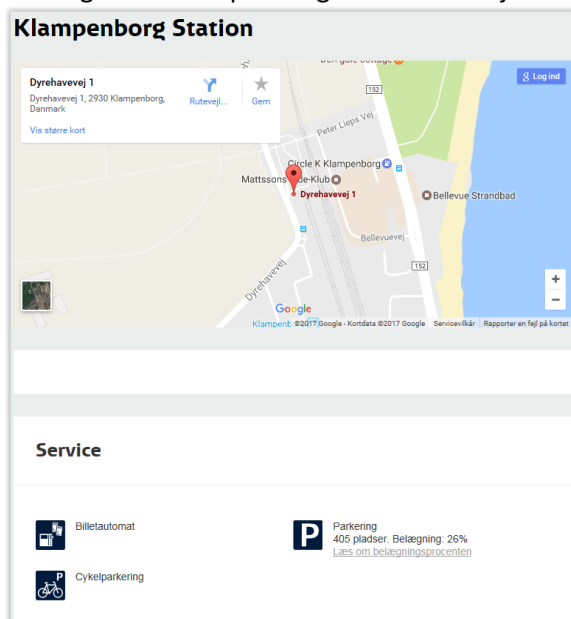 Klampenborg Station
Dyrehavevej 1
Dyrehavevej 1, 2930 Klampenborg,
Danmark
Rutevejl...
Gem
Vis større kort
Log ind
152
Peter Lieps Vej
Circle K Klampenborg
Dyrehavevej 1
Bellevue Strandbad
Bellevuevej
152
Dyrehavevej
+
−
Google
©2017 Google - Kortdata ©2017 Google Servicevilkår Rapporter en fejl på kortet
Service
Billetautomat
P
Parkering
405 pladser. Belægning: 26%
Læs om belægningsprocenten
P
Cykelparkering